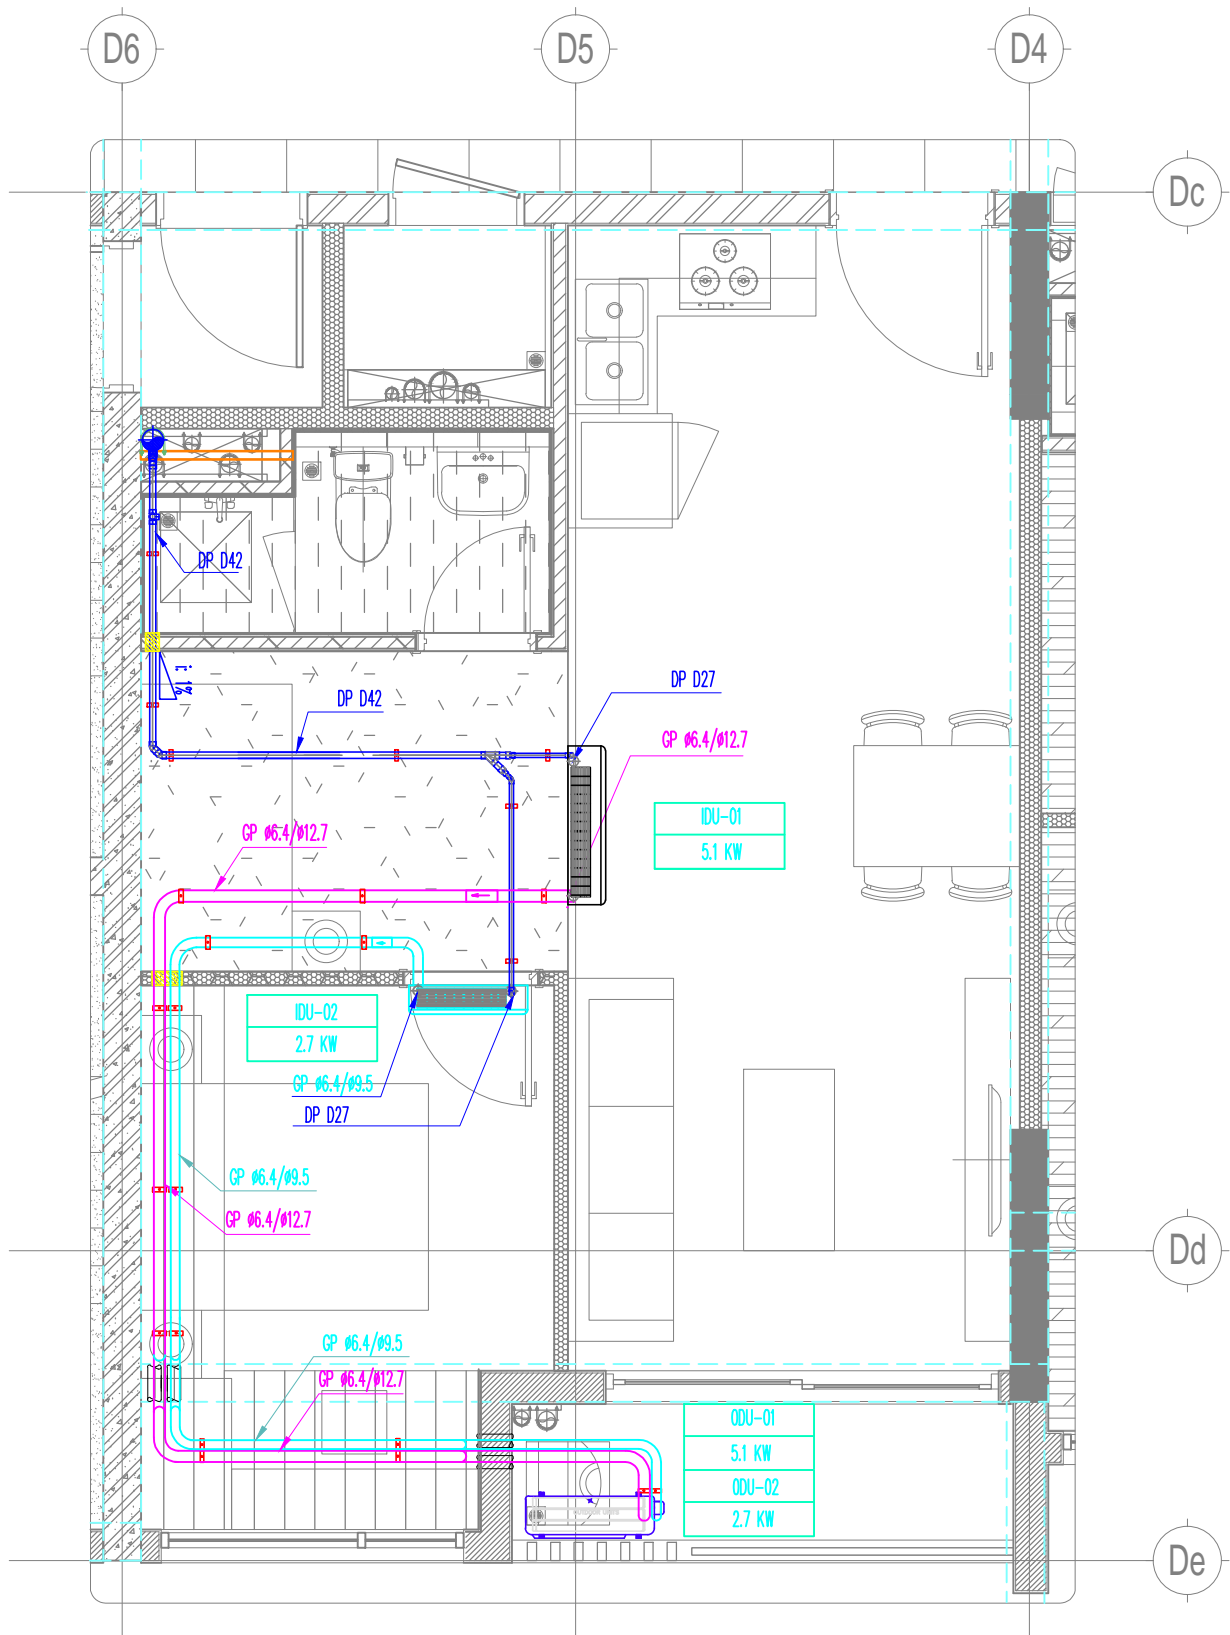 D6
D5
D4
Dc
DP D42
i: 1%
DP D42
DP D27
GP ø6.4/ø12.7
IDU-01
5.1 KW
GP ø6.4/ø12.7
IDU-02
2.7 KW
GP ø6.4/ø9.5
DP D27
GP ø6.4/ø9.5
GP ø6.4/ø12.7
Dd
GP ø6.4/ø9.5
GP ø6.4/ø12.7
ODU-01
5.1 KW
ODU-02
2.7 KW
De